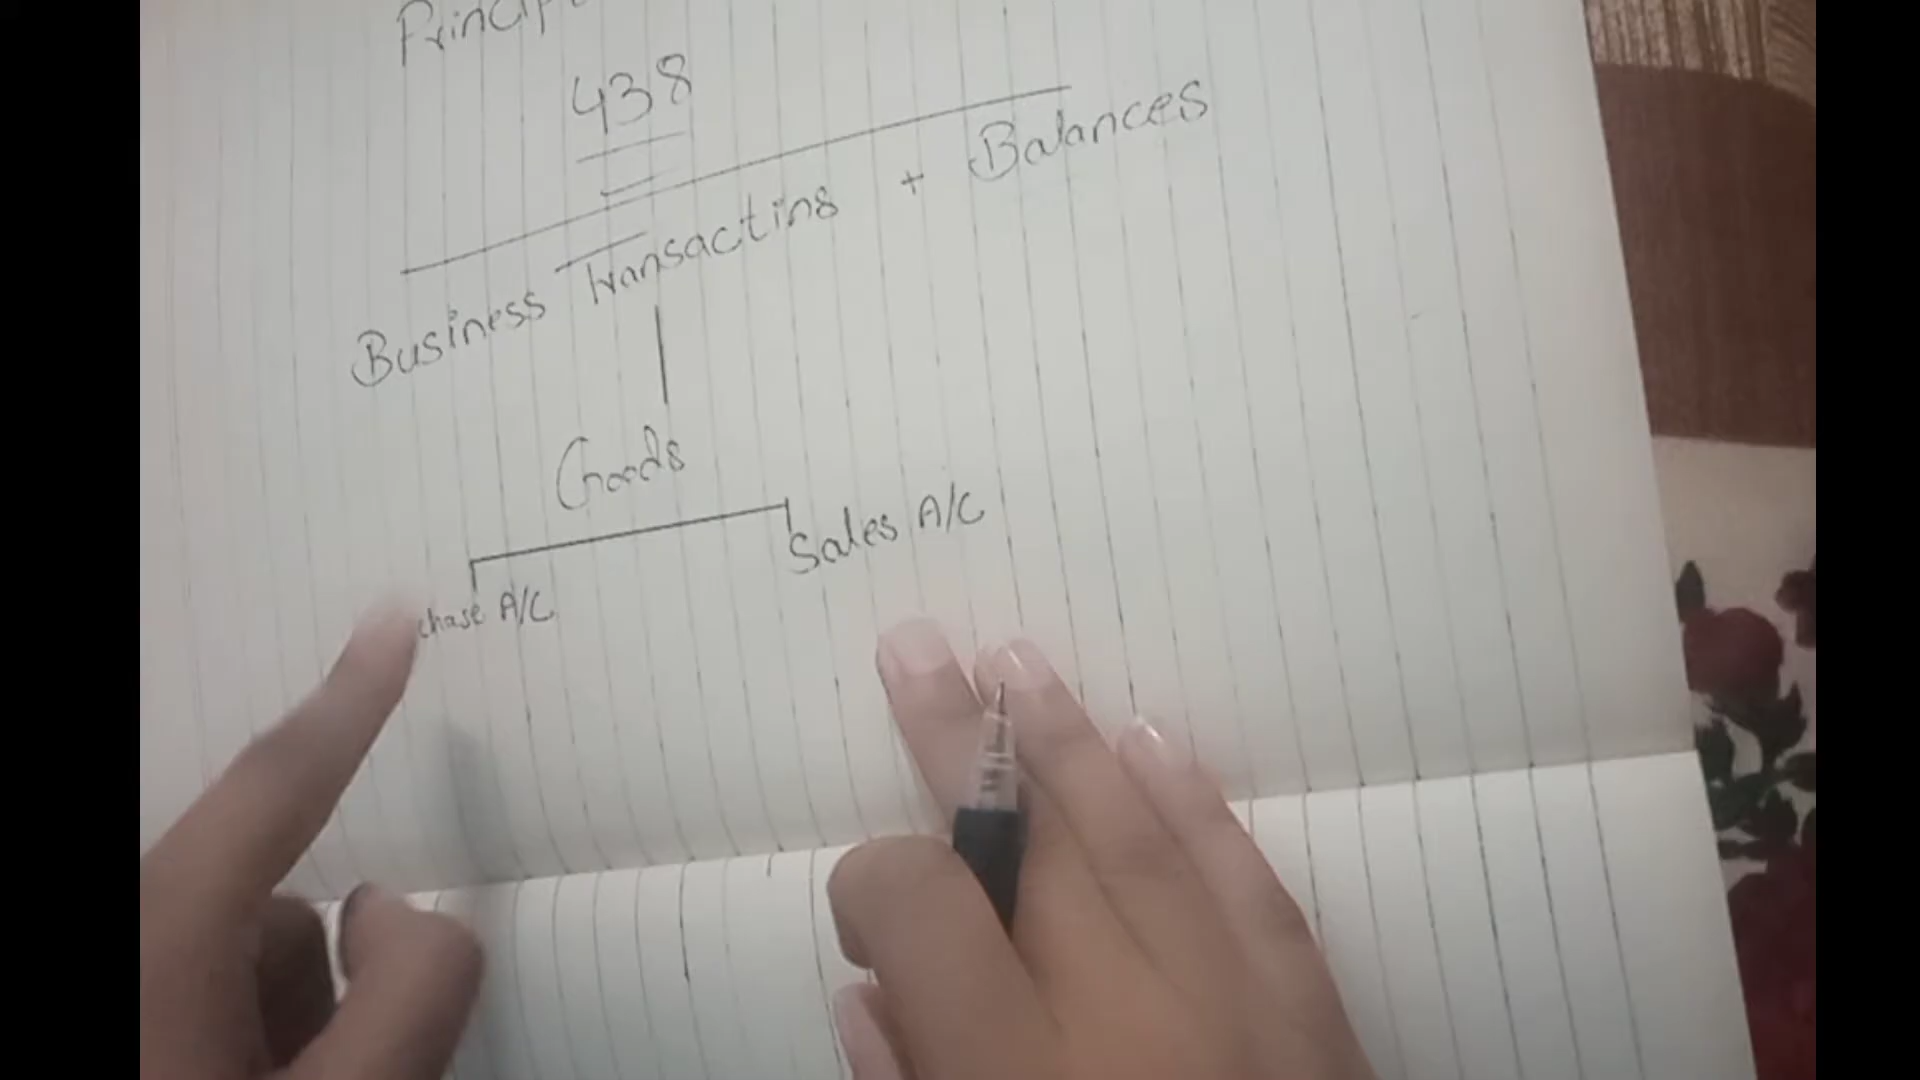 438
Business Transactins + Balances
Goods
Sales A/C
chase A/C